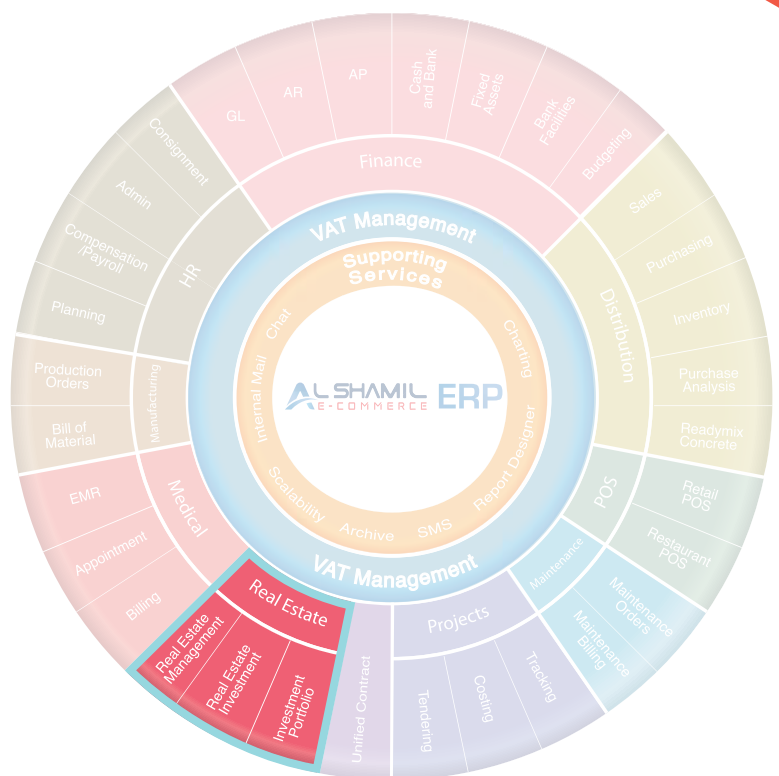 Finance
GL
AR
AP
Cash
and Bank
Fixed
Assets
Bank
Facilities
Budgeting
Distribution
Sales
Purchasing
Inventory
Purchase
Analysis
Readymix
Concrete
POS
Retail
POS
Restaurant
POS
Maintenance
Maintenance
Orders
Maintenance
Billing
Projects
Tracking
Costing
Tendering
Unified Contract
Real Estate
Investment
Portfolio
Real Estate
Investment
Real Estate
Management
Medical
Billing
Appointment
EMR
Manufacturing
Bill of
Material
Production
Orders
HR
Planning
Compensation
/Payroll
Admin
Consignment
VAT Management
Supporting
Services
Charting
Report Designer
SMS
Archive
Scalability
Internal Mail
Chat
AL SHAMIL ERP
E-COMMERCE
VAT Management